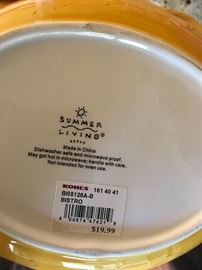 SUMMER
LIVING®
Made in China
Dishwasher safe and microwave proof.
May get hot in microwave; handle with care.
Not intended for oven use.
KOHL'S 161 40 41
BI05126A-B
BISTRO
$19.99